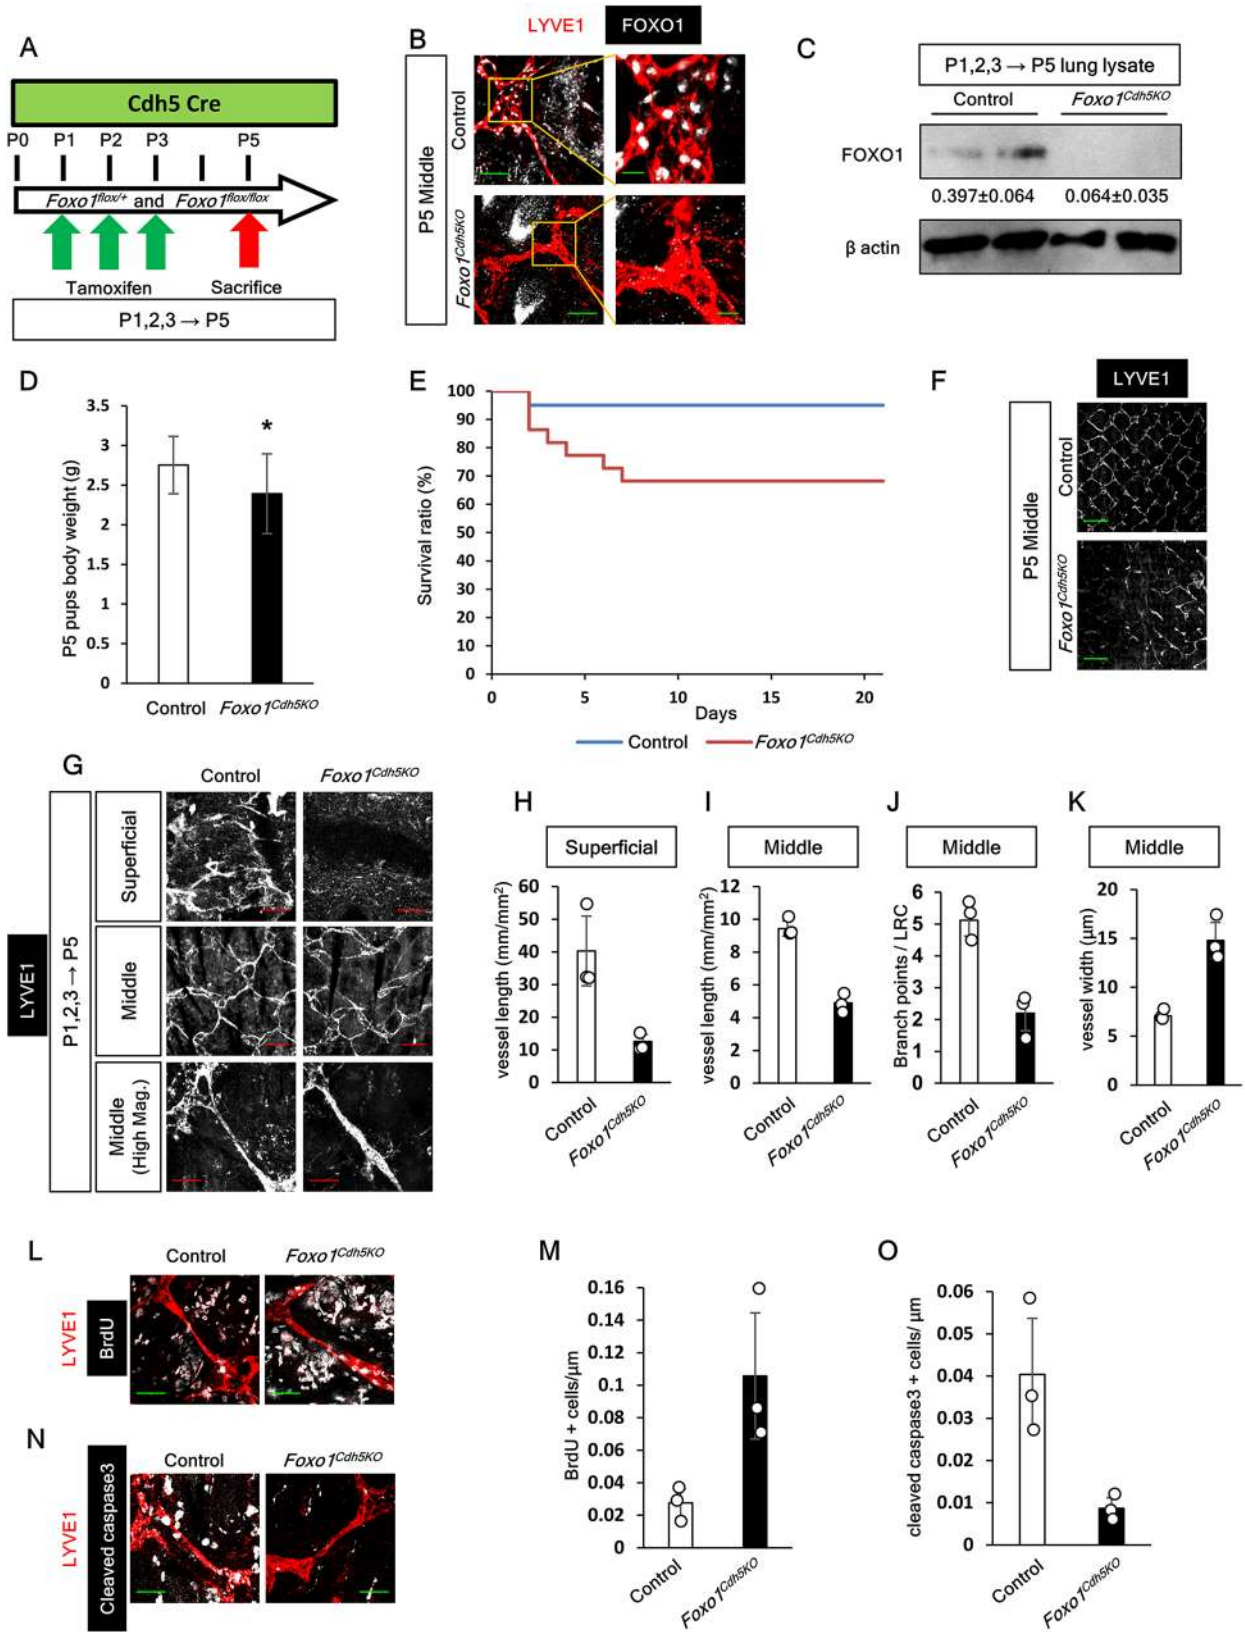 A
Cdh5 Cre
P0 P1 P2 P3 P5
Foxo1flox/+ and Foxo1flox/flox
Tamoxifen Sacrifice
P1,2,3 → P5
B
LYVE1 FOXO1
P5 Middle
Control
Foxo1Cdh5KO
C
P1,2,3 → P5 lung lysate
Control Foxo1Cdh5KO
FOXO1
0.397±0.064 0.064±0.035
β actin
D
P5 pups body weight (g)
3.5
3
2.5
2
1.5
1
0.5
0
*
Control Foxo1Cdh5KO
E
Survival ratio (%)
100
90
80
70
60
50
40
30
20
10
0
0 5 10 15 20
Days
Control Foxo1Cdh5KO
F
LYVE1
P5 Middle
Control
Foxo1Cdh5KO
G
Control Foxo1Cdh5KO
LYVE1
P1,2,3 → P5
Superficial
Middle
Middle
(High Mag.)
H
Superficial
vessel length (mm/mm²)
60
50
40
30
20
10
0
Control
Foxo1Cdh5KO
I
Middle
vessel length (mm/mm²)
12
10
8
6
4
2
0
Control
Foxo1Cdh5KO
J
Middle
Branch points / LRC
6
5
4
3
2
1
0
Control
Foxo1Cdh5KO
K
Middle
vessel width (μm)
20
15
10
5
0
Control
Foxo1Cdh5KO
L
Control Foxo1Cdh5KO
LYVE1
BrdU
M
BrdU + cells/μm
0.16
0.14
0.12
0.1
0.08
0.06
0.04
0.02
0
Control
Foxo1Cdh5KO
N
Control Foxo1Cdh5KO
LYVE1
Cleaved caspase3
O
cleaved caspase3 + cells/ μm
0.06
0.05
0.04
0.03
0.02
0.01
0
Control
Foxo1Cdh5KO